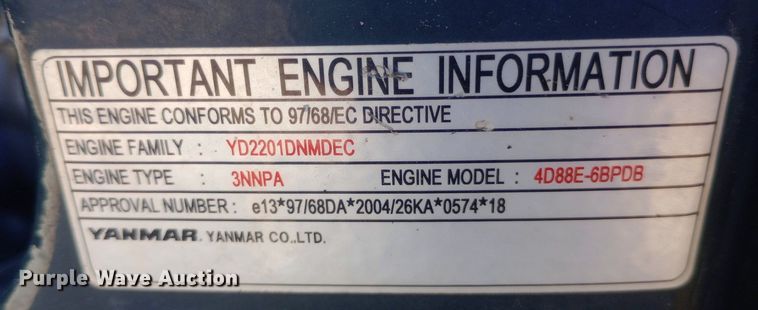 IMPORTANT ENGINE INFORMATION
THIS ENGINE CONFORMS TO 97/68/EC DIRECTIVE
ENGINE FAMILY : YD2201DNMDEC
ENGINE TYPE : 3NNPA ENGINE MODEL : 4D88E-6BPDB
APPROVAL NUMBER : e13*97/68DA*2004/26KA*0574*18
YANMAR YANMAR CO.,LTD.
Purple Wave Auction